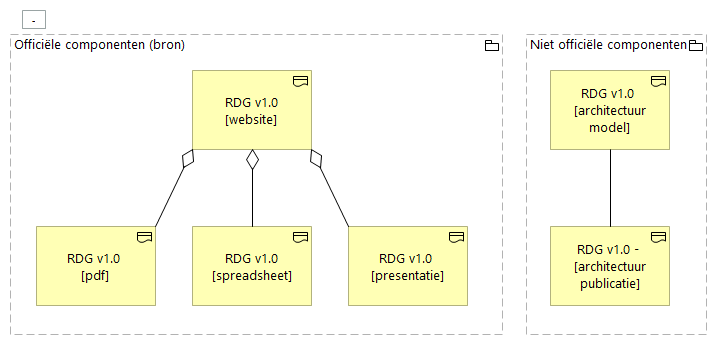 -
Officiële componenten (bron)
Niet officiële componenten
RDG v1.0
[website]
RDG v1.0
[architectuur
model]
RDG v1.0
[pdf]
RDG v1.0
[spreadsheet]
RDG v1.0
[presentatie]
RDG v1.0 -
[architectuur
publicatie]